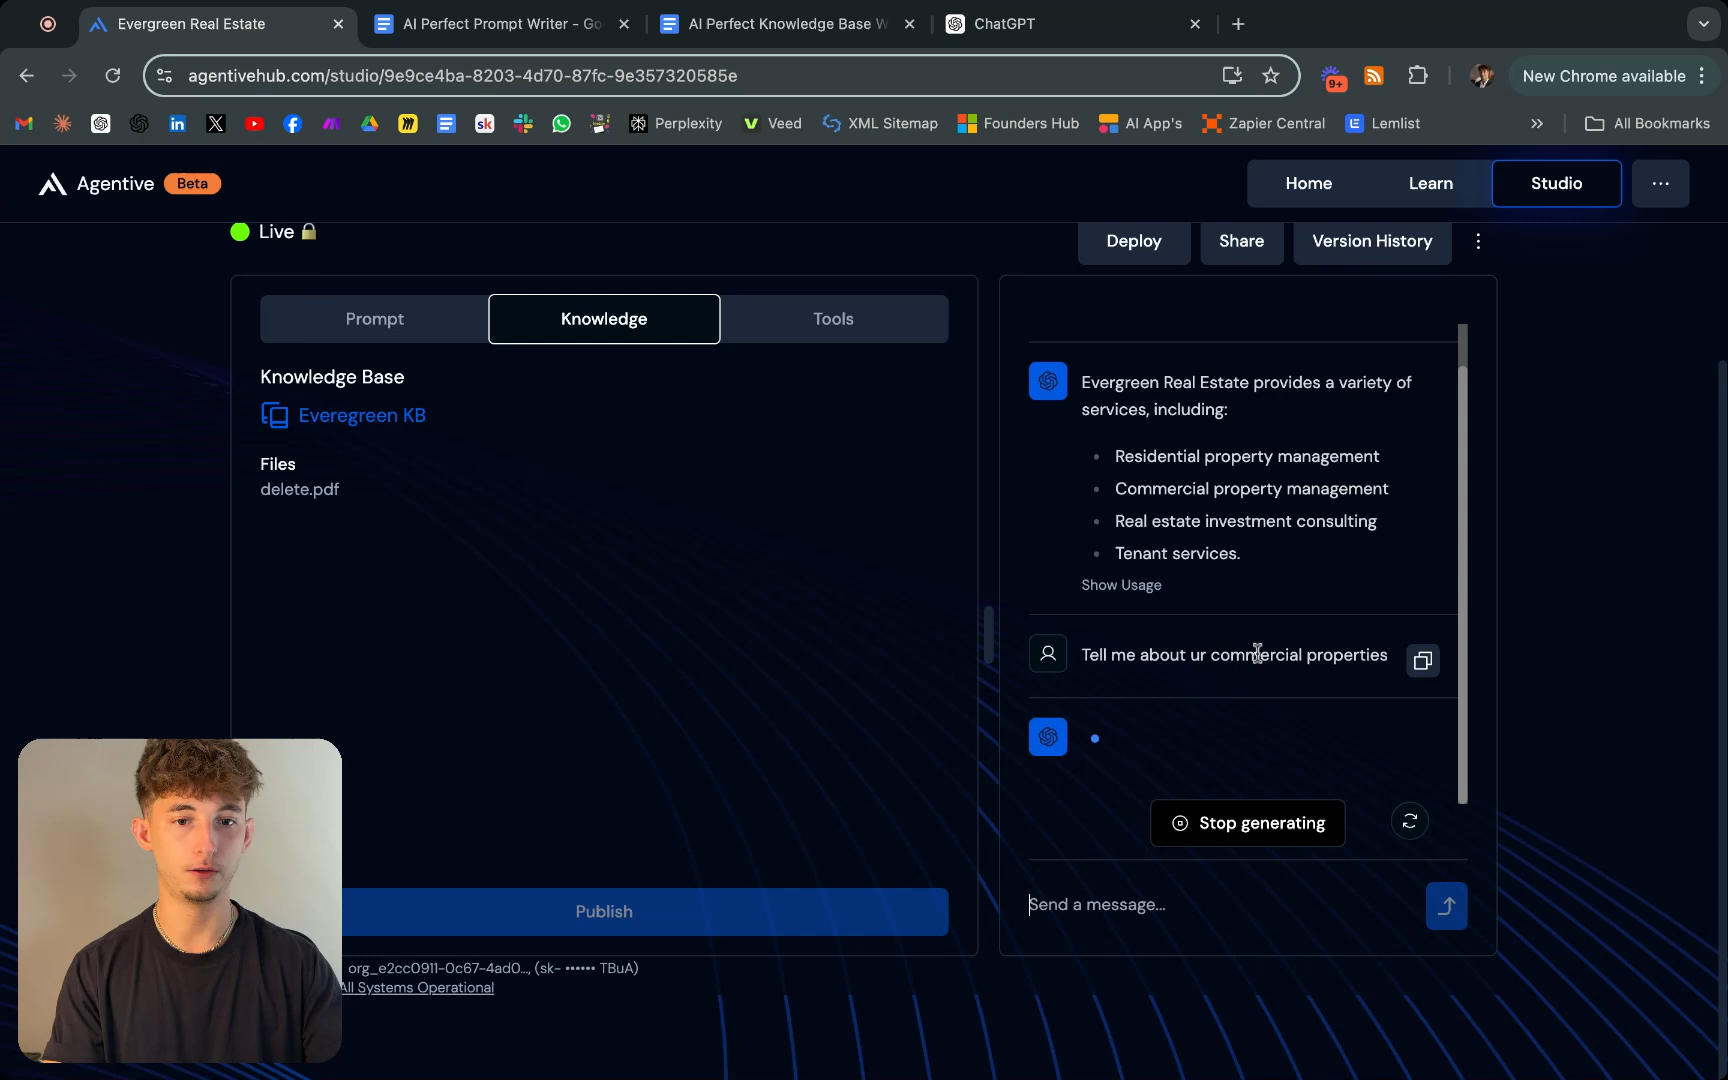 Evergreen Real Estate
AI Perfect Prompt Writer - Go
AI Perfect Knowledge Base W
ChatGPT
agentivehub.com/studio/9e9ce4ba-8203-4d70-87fc-9e357320585e
9+
New Chrome available
sk
Perplexity
Veed
XML Sitemap
Founders Hub
AI App's
Zapier Central
Lemlist
All Bookmarks
Agentive
Beta
Home
Learn
Studio
Live
Deploy
Share
Version History
Prompt
Knowledge
Tools
Knowledge Base
Everegreen KB
Files
delete.pdf
Publish
org_e2cc0911-0c67-4ad0..., (sk- •••••• TBuA)
All Systems Operational
Evergreen Real Estate provides a variety of
services, including:
• Residential property management
• Commercial property management
• Real estate investment consulting
• Tenant services.
Show Usage
Tell me about ur commercial properties
Stop generating
Send a message...